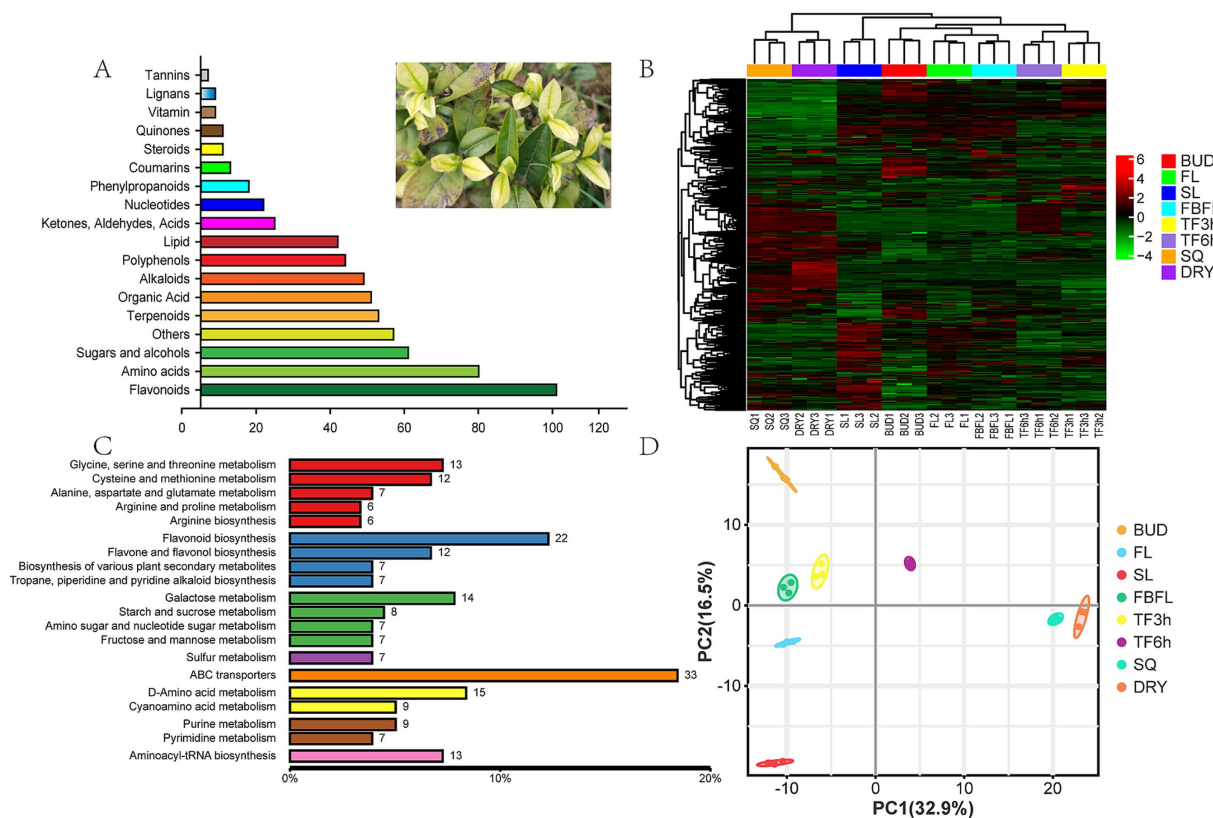 A
Tannins
Lignans
Vitamin
Quinones
Steroids
Coumarins
Phenylpropanoids
Nucleotides
Ketones, Aldehydes, Acids
Lipid
Polyphenols
Alkaloids
Organic Acid
Terpenoids
Others
Sugars and alcohols
Amino acids
Flavonoids
0 20 40 60 80 100 120
B
6
4
2
0
−2
−4
BUD
FL
SL
FBFL
TF3h
TF6h
SQ
DRY
SQ1 SQ2 SQ3 DRY2 DRY3 DRY1 SL1 SL3 SL2 BUD1 BUD2 BUD3 FL2 FL3 FL1 FBFL2 FBFL3 FBFL1 TF6h3 TF6h1 TF6h2 TF3h1 TF3h3 TF3h2
C
Glycine, serine and threonine metabolism 13
Cysteine and methionine metabolism 12
Alanine, aspartate and glutamate metabolism 7
Arginine and proline metabolism 6
Arginine biosynthesis 6
Flavonoid biosynthesis 22
Flavone and flavonol biosynthesis 12
Biosynthesis of various plant secondary metabolites 7
Tropane, piperidine and pyridine alkaloid biosynthesis 7
Galactose metabolism 14
Starch and sucrose metabolism 8
Amino sugar and nucleotide sugar metabolism 7
Fructose and mannose metabolism 7
Sulfur metabolism 7
ABC transporters 33
D-Amino acid metabolism 15
Cyanoamino acid metabolism 9
Purine metabolism 9
Pyrimidine metabolism 7
Aminoacyl-tRNA biosynthesis 13
0% 10% 20%
D
PC2(16.5%)
10
0
-10
-10 0 10 20
PC1(32.9%)
BUD
FL
SL
FBFL
TF3h
TF6h
SQ
DRY